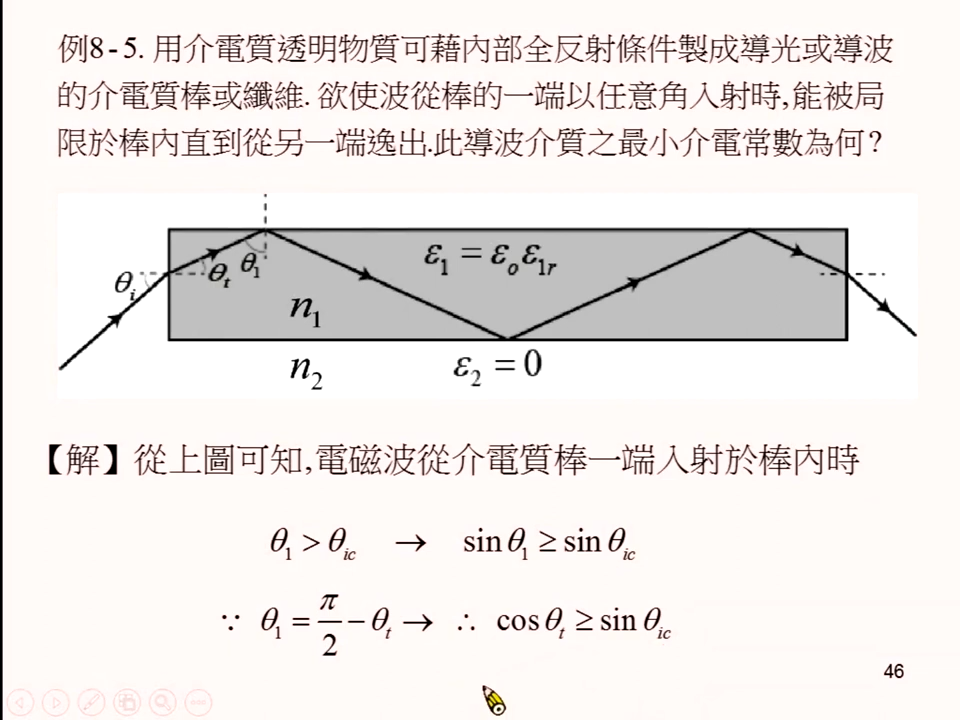 例8-5. 用介電質透明物質可藉內部全反射條件製成導光或導波
的介電質棒或纖維. 欲使波從棒的一端以任意角入射時,能被局
限於棒內直到從另一端逸出.此導波介質之最小介電常數為何?
θᵢ θₜ θ₁ ε₁ = εₒε₁ᵣ
n₁
n₂ ε₂ = 0
【解】從上圖可知,電磁波從介電質棒一端入射於棒內時
θ₁ > θ_ic → sin θ₁ ≥ sin θ_ic
∵ θ₁ = π/2 − θₜ → ∴ cos θₜ ≥ sin θ_ic
46